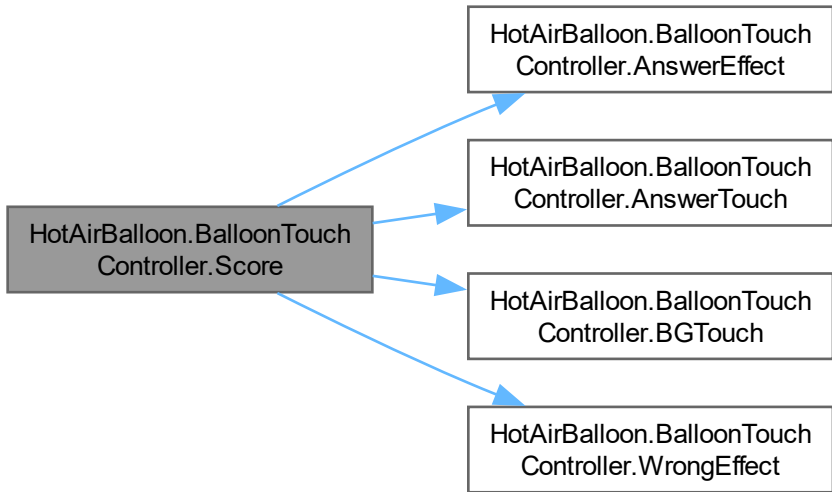 HotAirBalloon.BalloonTouch
Controller.Score
HotAirBalloon.BalloonTouch
Controller.AnswerEffect
HotAirBalloon.BalloonTouch
Controller.AnswerTouch
HotAirBalloon.BalloonTouch
Controller.BGTouch
HotAirBalloon.BalloonTouch
Controller.WrongEffect